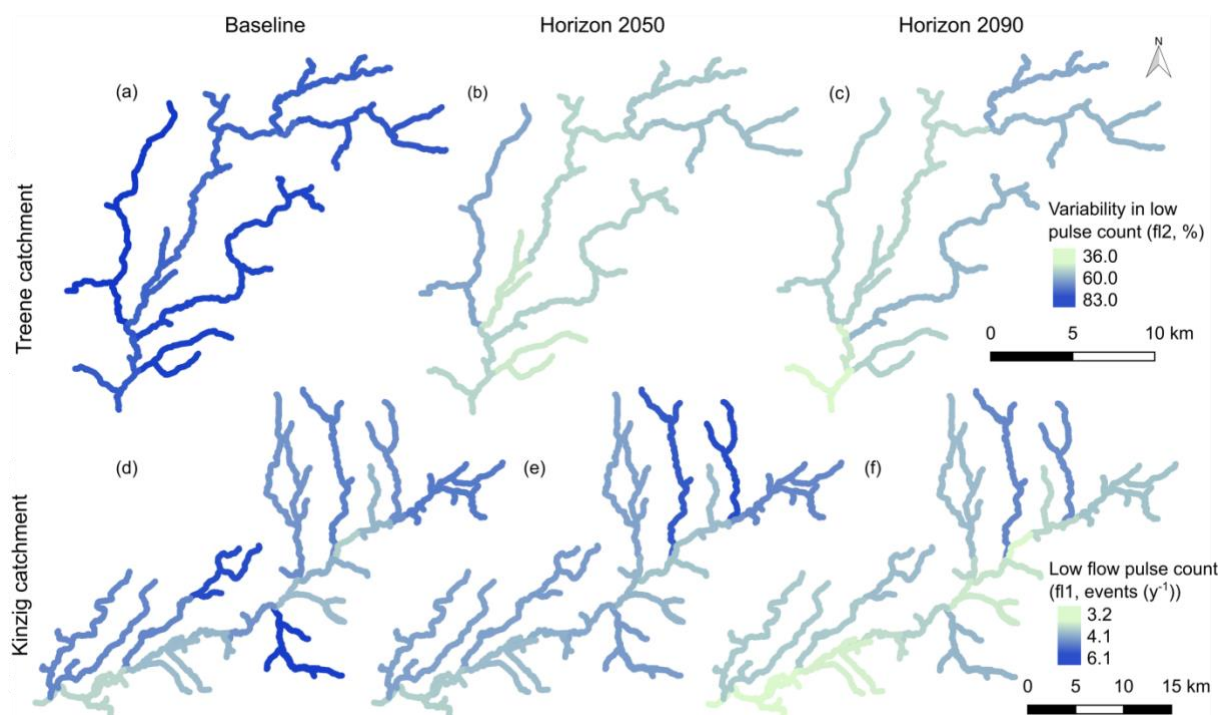 Baseline
Horizon 2050
Horizon 2090
N
(a)
(b)
(c)
Treene catchment
Variability in low
pulse count (fl2, %)
36.0
60.0
83.0
0 5 10 km
(d)
(e)
(f)
Kinzig catchment
Low flow pulse count
(fl1, events (y⁻¹))
3.2
4.1
6.1
0 5 10 15 km